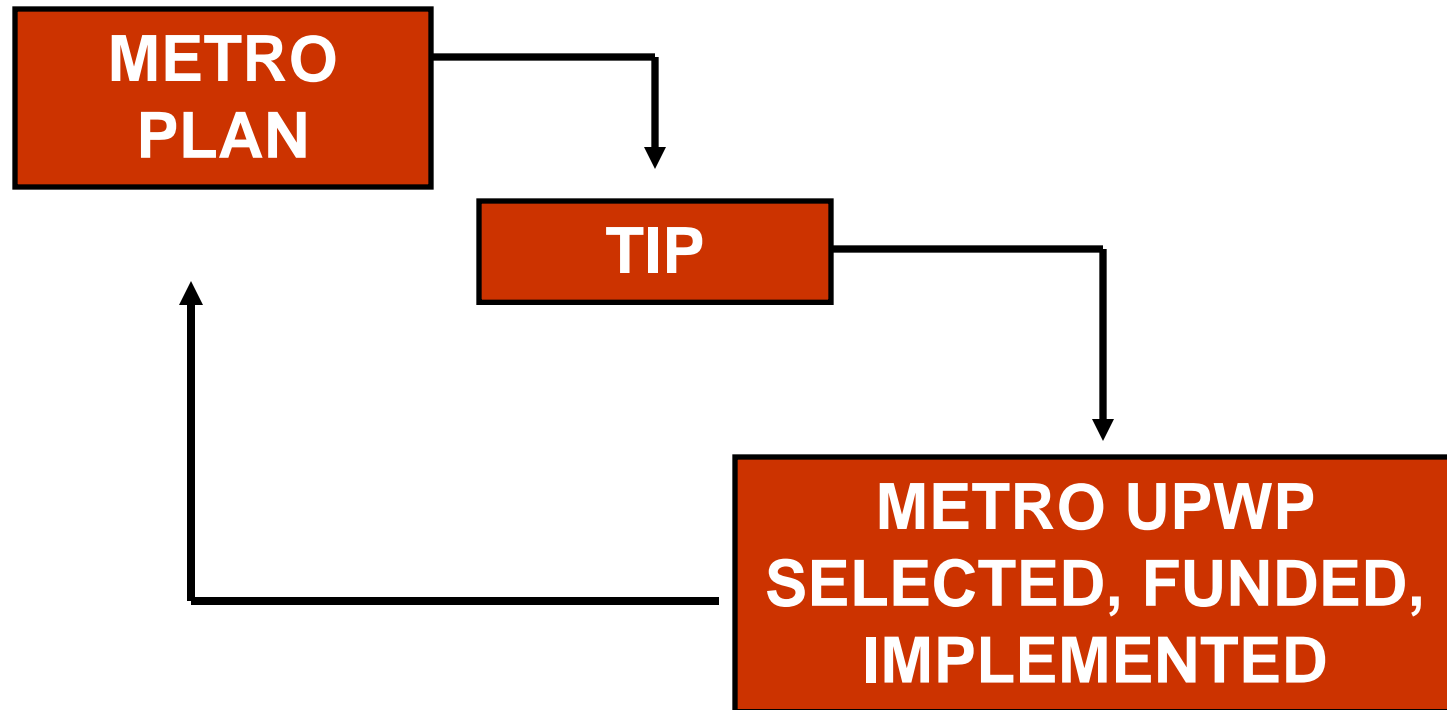 METRO
PLAN
TIP
METRO UPWP
SELECTED, FUNDED,
IMPLEMENTED